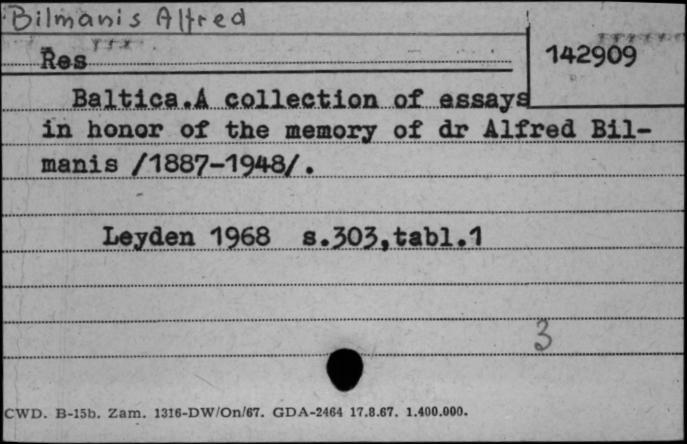 Bilmanis Alfred
142909
Res
Baltica.A collection of essays
in honor of the memory of dr Alfred Bil-
manis /1887-1948/.
Leyden 1968 s.303,tabl.1
3
CWD. B-15b. Zam. 1316-DW/On/67. GDA-2464 17.8.67. 1.400.000.